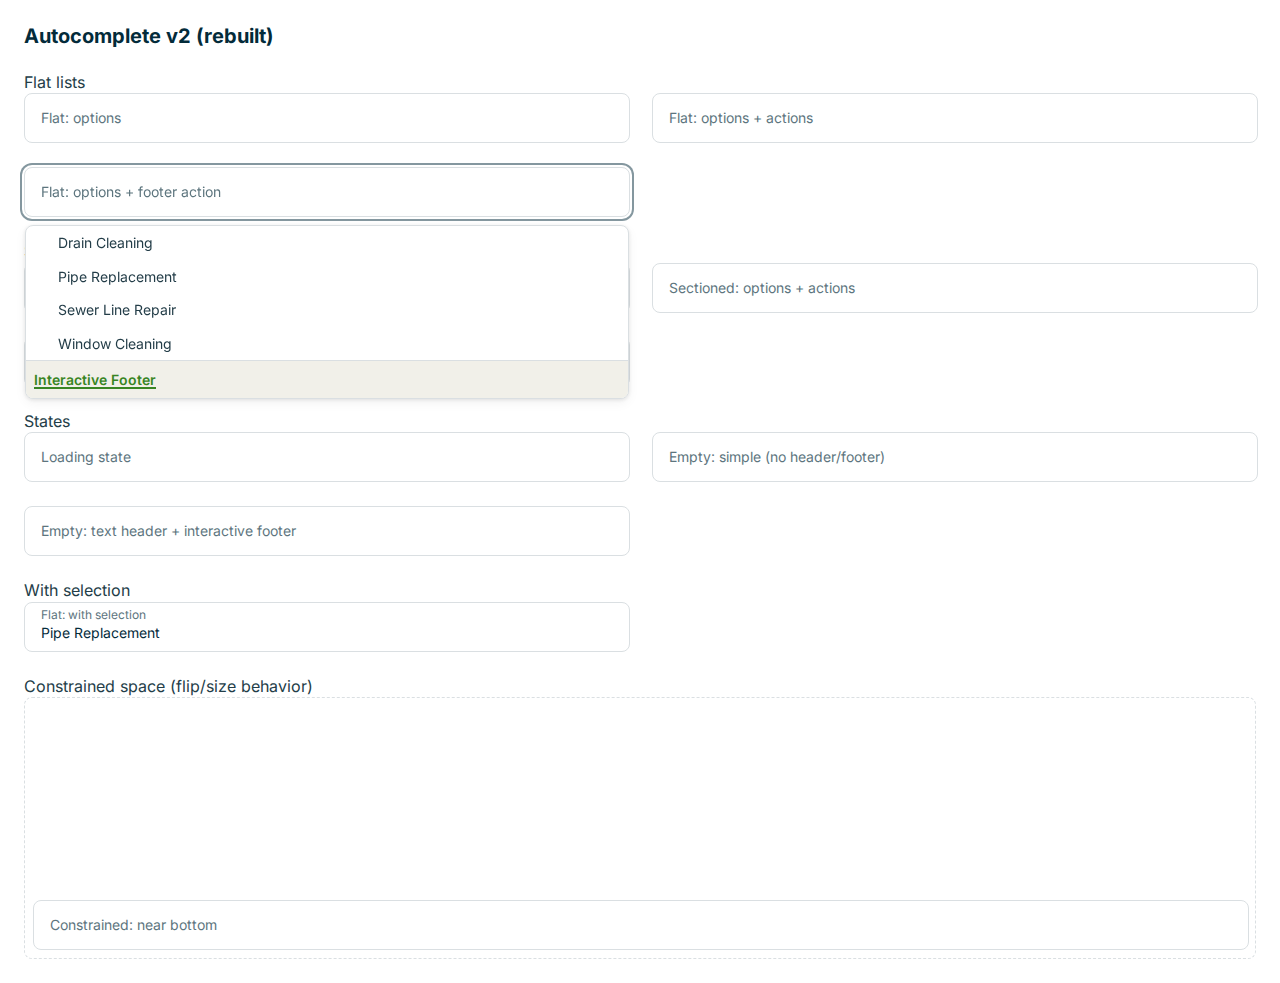 Autocomplete v2 (rebuilt)
Flat lists
Flat: options
Flat: options + actions
Flat: options + footer action
Drain Cleaning
Pipe Replacement
Sewer Line Repair
Window Cleaning
Interactive Footer
Sectioned: options + actions
States
Loading state
Empty: simple (no header/footer)
Empty: text header + interactive footer
With selection
Flat: with selection
Pipe Replacement
Constrained space (flip/size behavior)
Constrained: near bottom